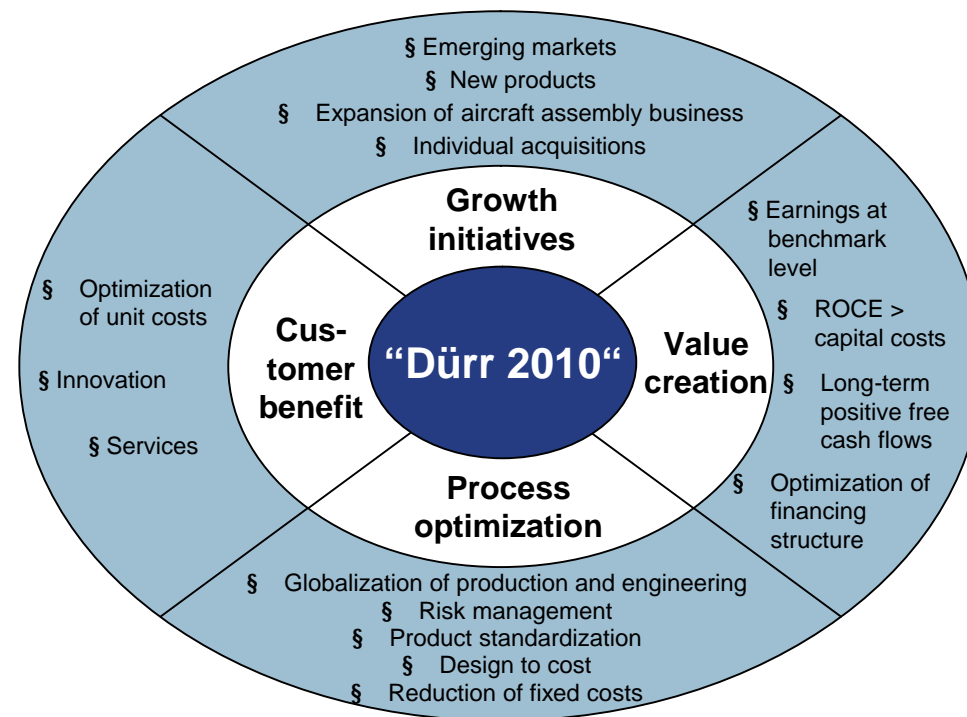 § Emerging markets
§ New products
§ Expansion of aircraft assembly business
§ Individual acquisitions
Growth
initiatives
§ Earnings at
benchmark
level
§ ROCE >
capital costs
§ Long-term
positive free
cash flows
§ Optimization of
financing
structure
Value
creation
“Dürr 2010“
Cus-
tomer
benefit
§ Optimization
of unit costs
§ Innovation
§ Services
Process
optimization
§ Globalization of production and engineering
§ Risk management
§ Product standardization
§ Design to cost
§ Reduction of fixed costs